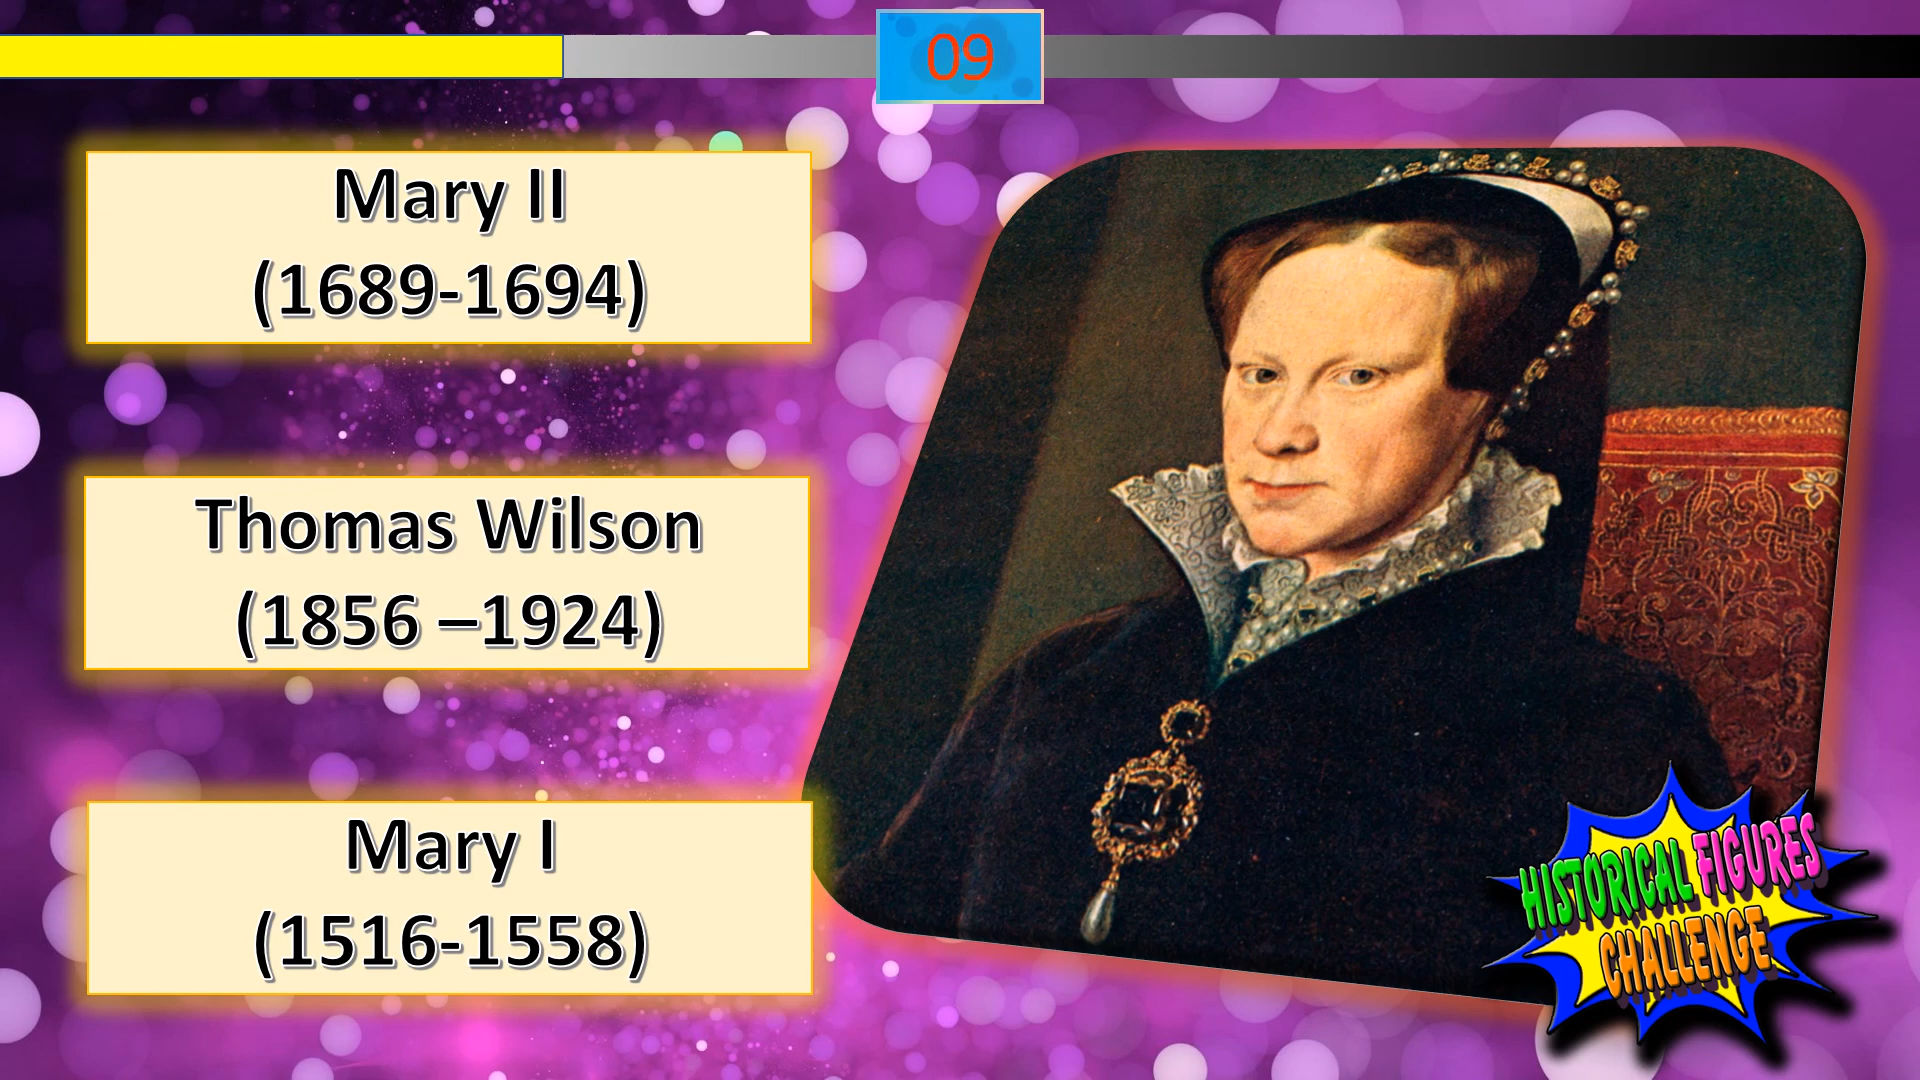 09
Mary II
(1689-1694)
Thomas Wilson
(1856 –1924)
Mary I
(1516-1558)
HISTORICAL FIGURES
CHALLENGE